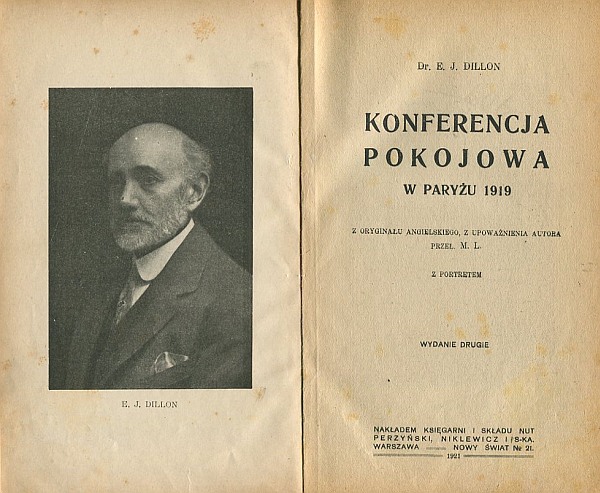 E. J. DILLON
Dr. E. J. DILLON
KONFERENCJA
POKOJOWA
W PARYŻU 1919
Z ORYGINAŁU ANGIELSKIEGO, Z UPOWAŻNIENIA AUTORA
PRZEŁ. M. L.
Z PORTRETEM
WYDANIE DRUGIE
NAKŁADEM KSIĘGARNI I SKŁADU NUT
PERZYŃSKI, NIKLEWICZ I S-KA.
WARSZAWA — NOWY ŚWIAT № 21.
1921